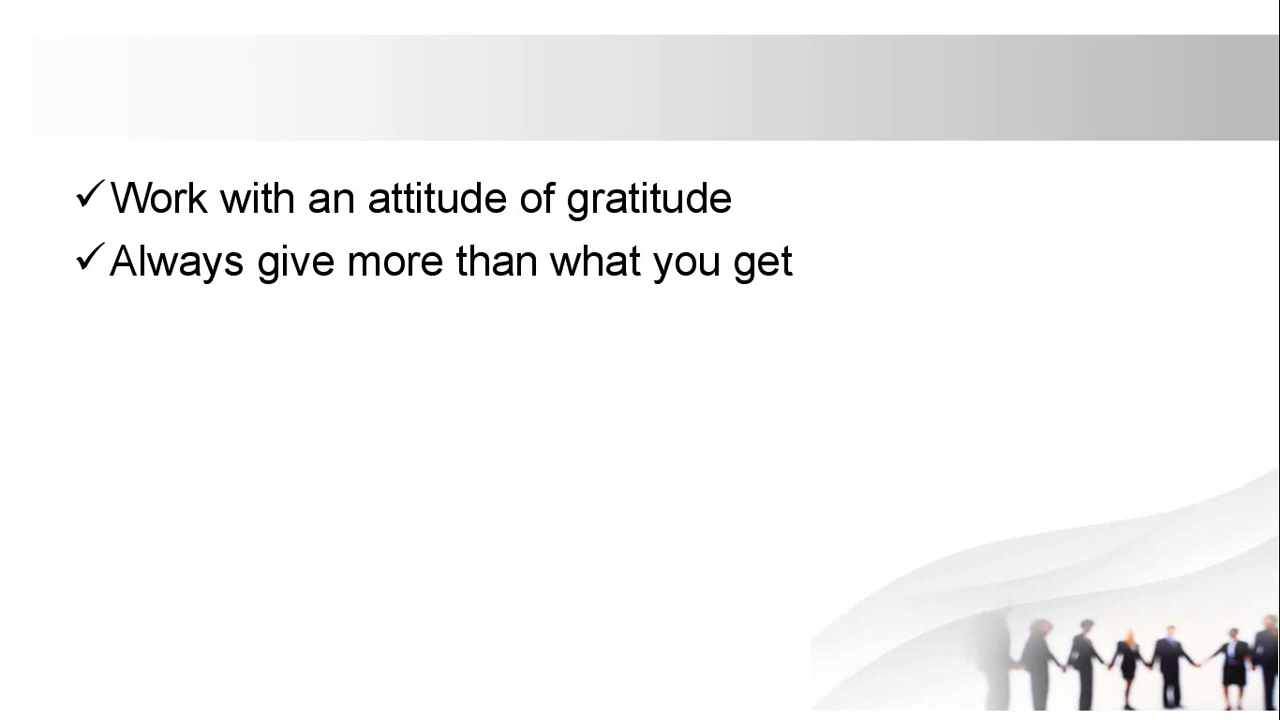 ✓Work with an attitude of gratitude
✓Always give more than what you get